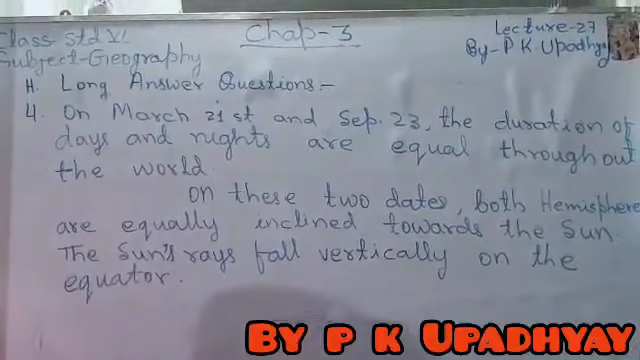 Class-Std VI
Chap-3
Lecture-27
Subject-Geography
By-P K Upadhyay
H. Long Answer Questions:-
4. On March 21st and Sep. 23, the duration of
days and nights are equal throughout
the world.
On these two dates, both Hemisphere
are equally inclined towards the Sun.
The Sun's rays fall vertically on the
equator.
BY P K UPADHYAY